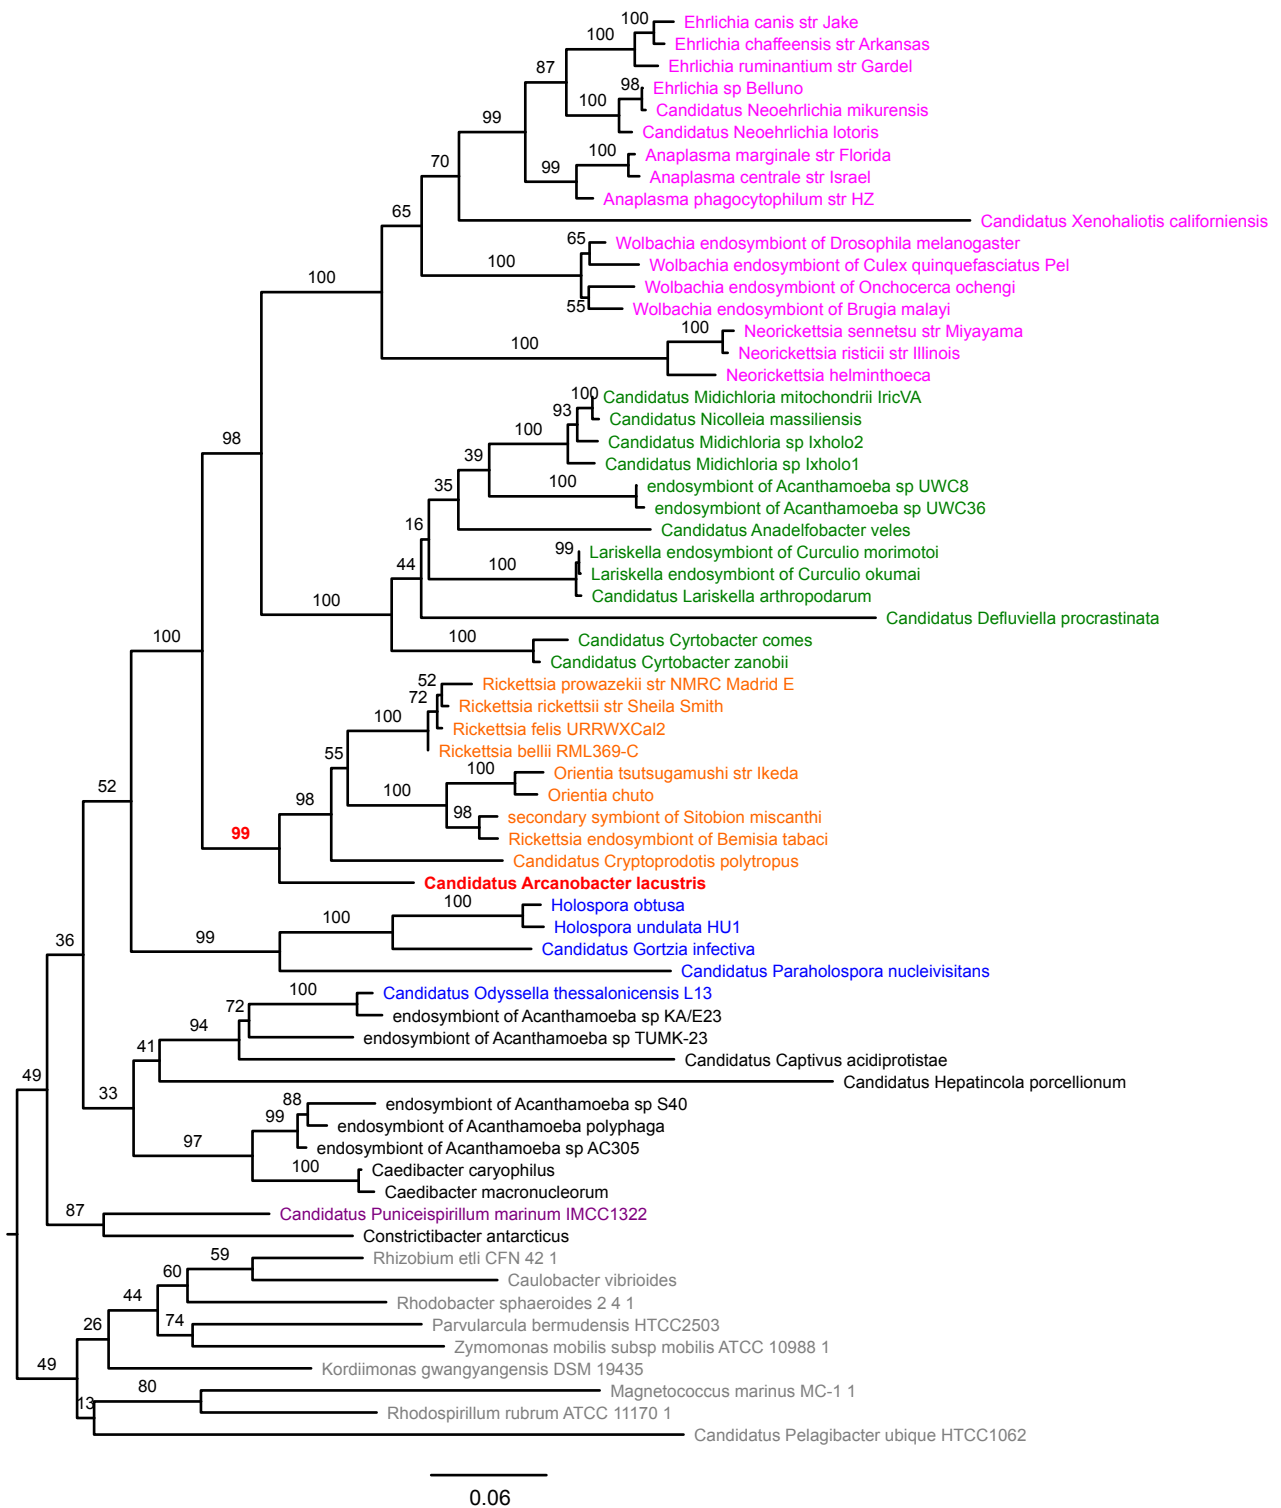 100
Ehrlichia canis str Jake
100
Ehrlichia chaffeensis str Arkansas
Ehrlichia ruminantium str Gardel
87
98
Ehrlichia sp Belluno
100
Candidatus Neoehrlichia mikurensis
99
Candidatus Neoehrlichia lotoris
100
Anaplasma marginale str Florida
70
99
Anaplasma centrale str Israel
Anaplasma phagocytophilum str HZ
65
Candidatus Xenohaliotis californiensis
65
Wolbachia endosymbiont of Drosophila melanogaster
100
Wolbachia endosymbiont of Culex quinquefasciatus Pel
100
Wolbachia endosymbiont of Onchocerca ochengi
55
Wolbachia endosymbiont of Brugia malayi
100
Neorickettsia sennetsu str Miyayama
100
Neorickettsia risticii str Illinois
Neorickettsia helminthoeca
100
Candidatus Midichloria mitochondrii IricVA
93
Candidatus Nicolleia massiliensis
100
98
Candidatus Midichloria sp Ixholo2
39
Candidatus Midichloria sp Ixholo1
100
35
endosymbiont of Acanthamoeba sp UWC8
endosymbiont of Acanthamoeba sp UWC36
16
Candidatus Anadelfobacter veles
99
Lariskella endosymbiont of Curculio morimotoi
44
100
Lariskella endosymbiont of Curculio okumai
Candidatus Lariskella arthropodarum
100
Candidatus Defluviella procrastinata
100
100
Candidatus Cyrtobacter comes
Candidatus Cyrtobacter zanobii
52
Rickettsia prowazekii str NMRC Madrid E
72
Rickettsia rickettsii str Sheila Smith
100
Rickettsia felis URRWXCal2
55
Rickettsia bellii RML369-C
100
Orientia tsutsugamushi str Ikeda
52
100
Orientia chuto
98
98
secondary symbiont of Sitobion miscanthi
99
Rickettsia endosymbiont of Bemisia tabaci
Candidatus Cryptoprodotis polytropus
Candidatus Arcanobacter lacustris
100
Holospora obtusa
100
Holospora undulata HU1
36
99
Candidatus Gortzia infectiva
Candidatus Paraholospora nucleivisitans
100
Candidatus Odyssella thessalonicensis L13
72
endosymbiont of Acanthamoeba sp KA/E23
94
endosymbiont of Acanthamoeba sp TUMK-23
41
Candidatus Captivus acidiprotistae
49
Candidatus Hepatincola porcellionum
33
88
endosymbiont of Acanthamoeba sp S40
99
endosymbiont of Acanthamoeba polyphaga
97
endosymbiont of Acanthamoeba sp AC305
100
Caedibacter caryophilus
Caedibacter macronucleorum
87
Candidatus Puniceispirillum marinum IMCC1322
Constrictibacter antarcticus
59
Rhizobium etli CFN 42 1
60
Caulobacter vibrioides
44
Rhodobacter sphaeroides 2 4 1
26
74
Parvularcula bermudensis HTCC2503
Zymomonas mobilis subsp mobilis ATCC 10988 1
49
Kordiimonas gwangyangensis DSM 19435
80
Magnetococcus marinus MC-1 1
13
Rhodospirillum rubrum ATCC 11170 1
Candidatus Pelagibacter ubique HTCC1062
0.06